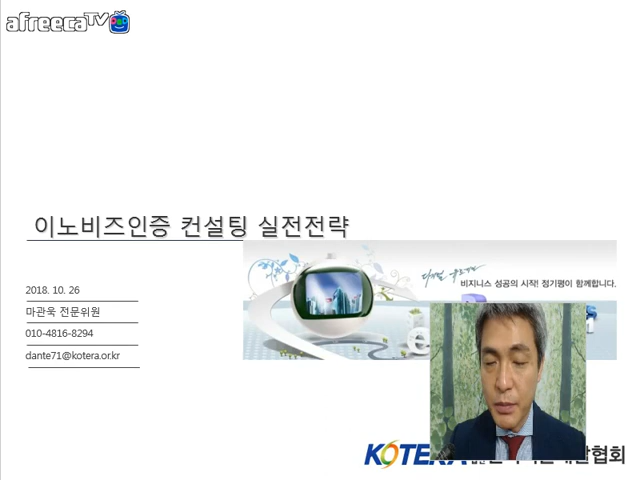 afreecaTV
이노비즈인증 컨설팅 실전전략
2018. 10. 26
마관욱 전문위원
010-4816-8294
dante71@kotera.or.kr
비지니스 성공의 시작! 정기평이 함께합니다.
e
KOTERA
협회